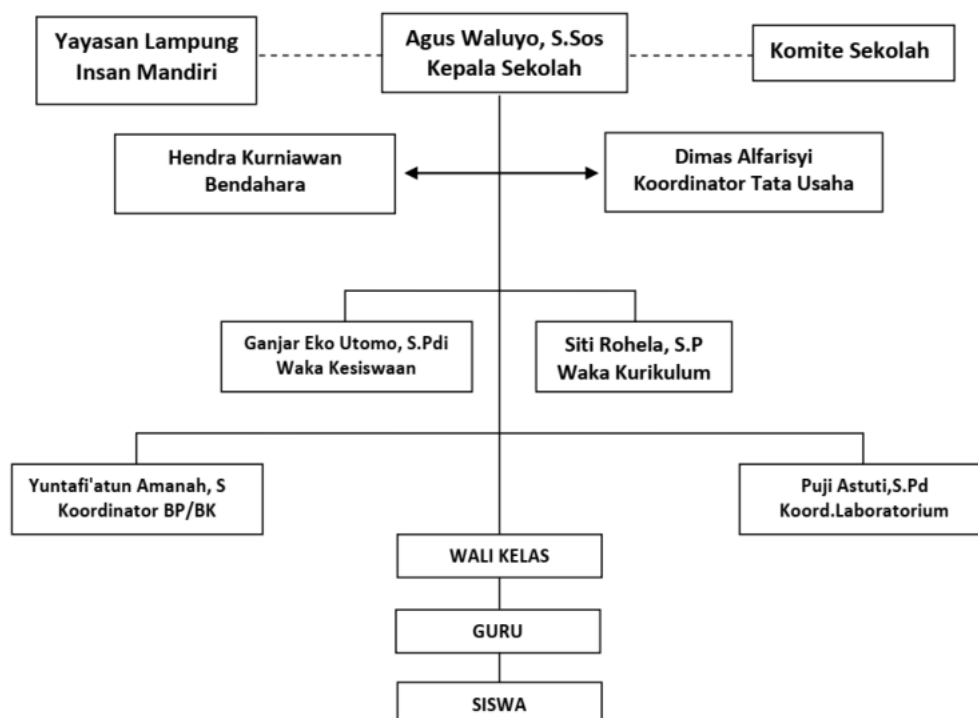 Yayasan Lampung
Insan Mandiri
Agus Waluyo, S.Sos
Kepala Sekolah
Komite Sekolah
Hendra Kurniawan
Bendahara
Dimas Alfarisyi
Koordinator Tata Usaha
Ganjar Eko Utomo, S.Pdi
Waka Kesiswaan
Siti Rohela, S.P
Waka Kurikulum
Yuntafi'atun Amanah, S
Koordinator BP/BK
Puji Astuti,S.Pd
Koord.Laboratorium
WALI KELAS
GURU
SISWA